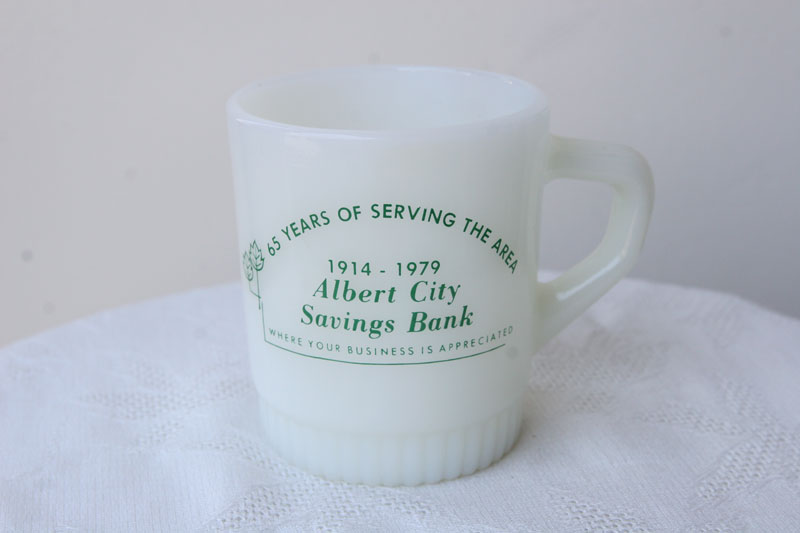 65 YEARS OF SERVING THE AREA
1914 - 1979
Albert City
Savings Bank
WHERE YOUR BUSINESS IS APPRECIATED